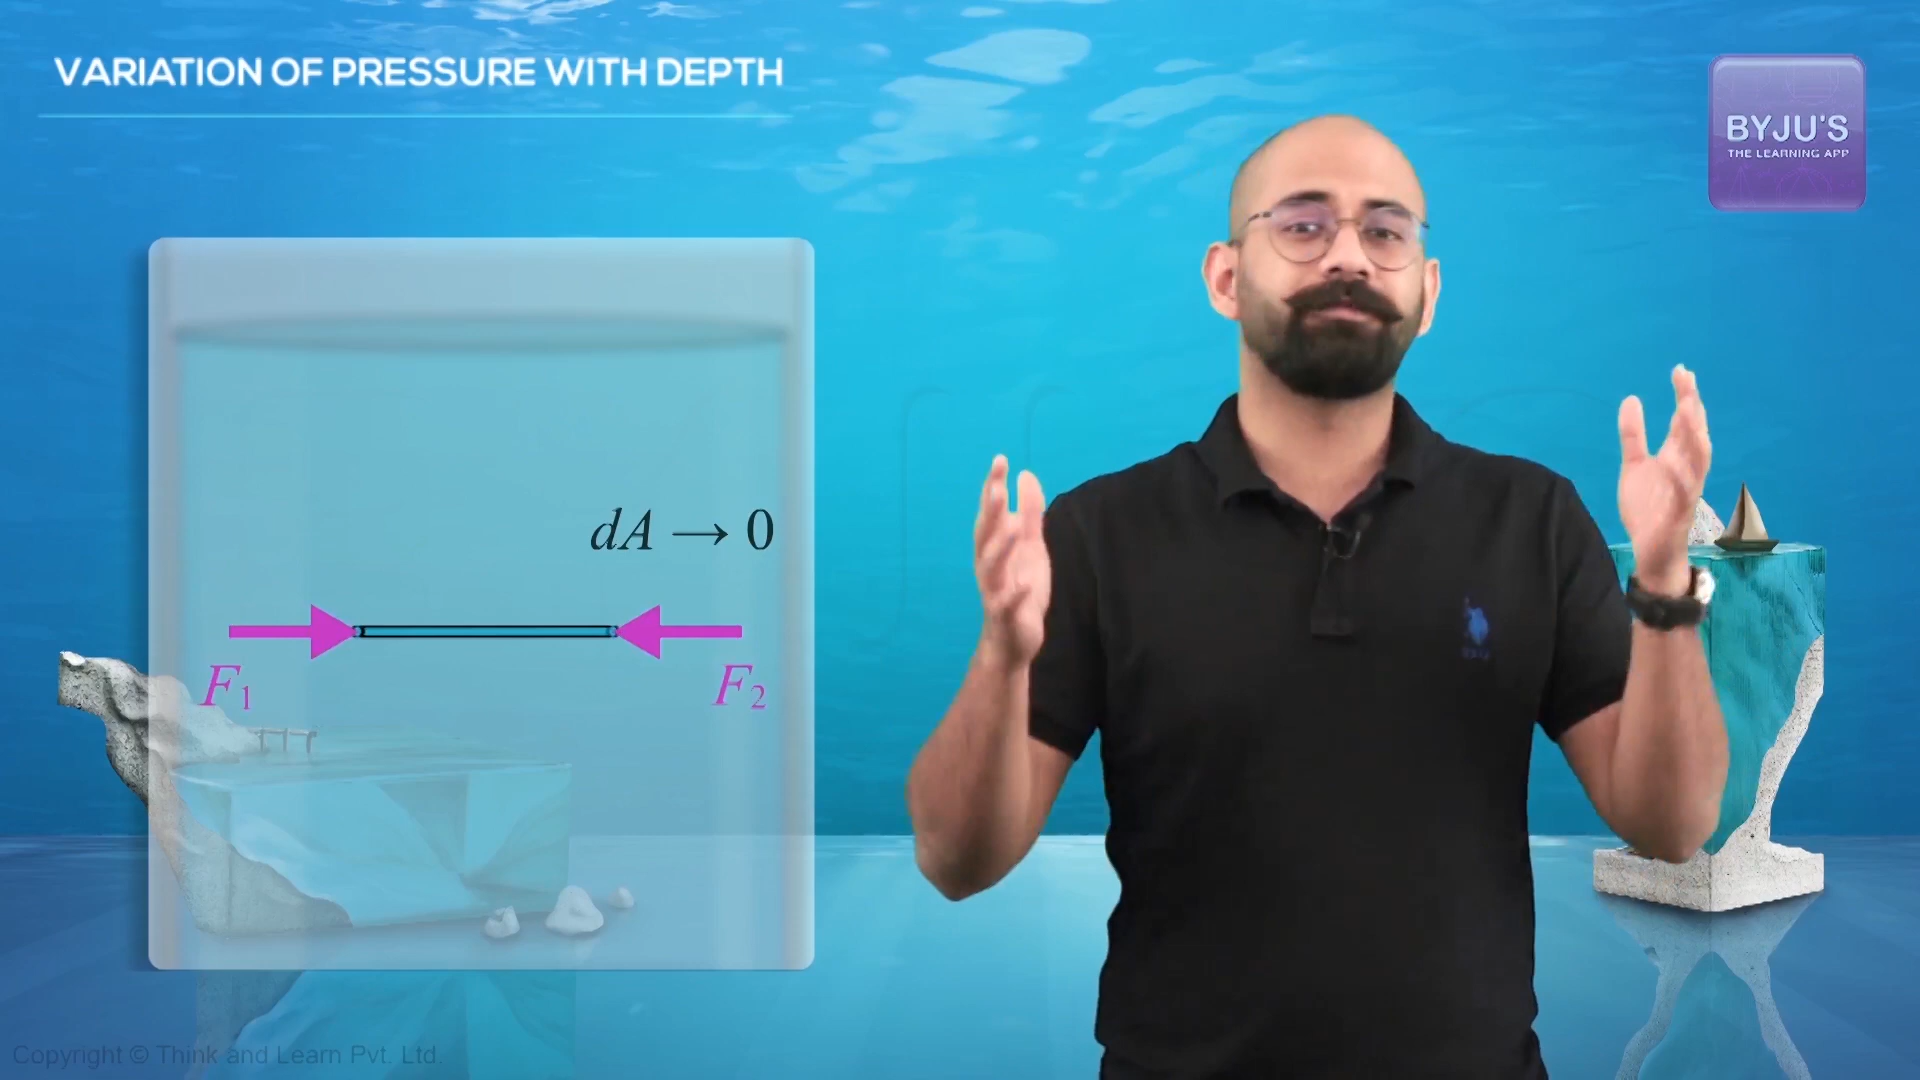 VARIATION OF PRESSURE WITH DEPTH
BYJU'S
THE LEARNING APP
dA → 0
F₁
F₂
Copyright © Think and Learn Pvt. Ltd.